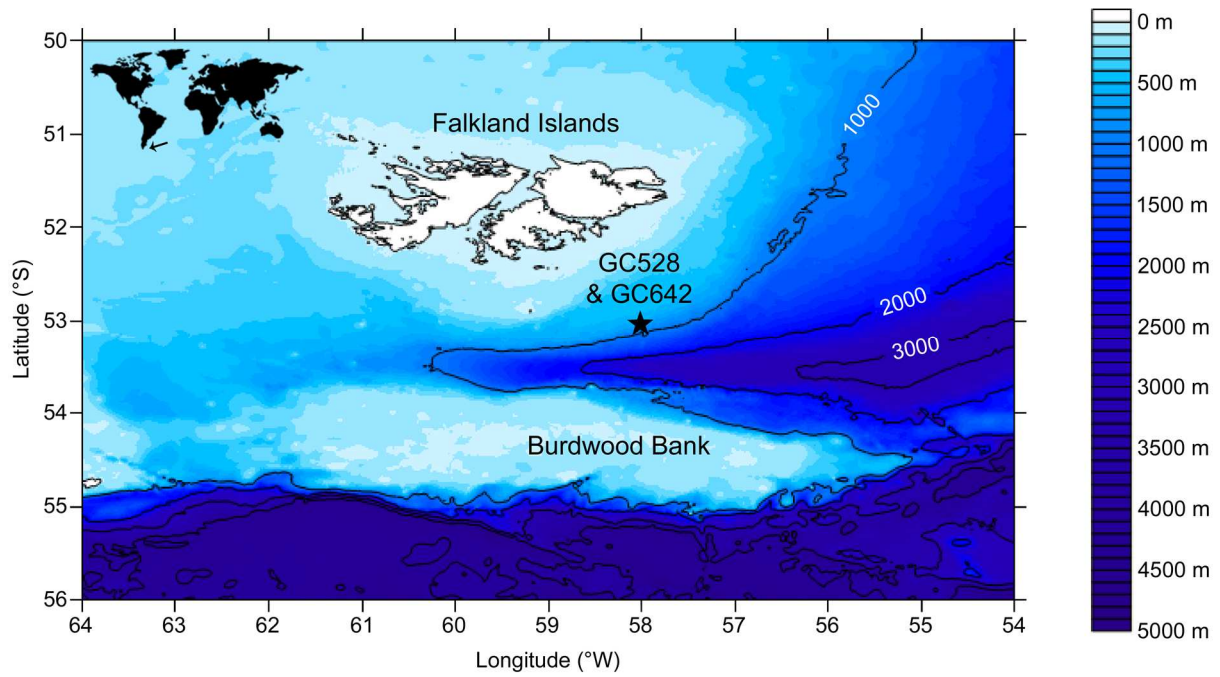 50
51
52
53
54
55
56
Latitude (°S)
64
63
62
61
60
59
58
57
56
55
54
Longitude (°W)
Falkland Islands
GC528
& GC642
Burdwood Bank
1000
2000
3000
0 m
500 m
1000 m
1500 m
2000 m
2500 m
3000 m
3500 m
4000 m
4500 m
5000 m